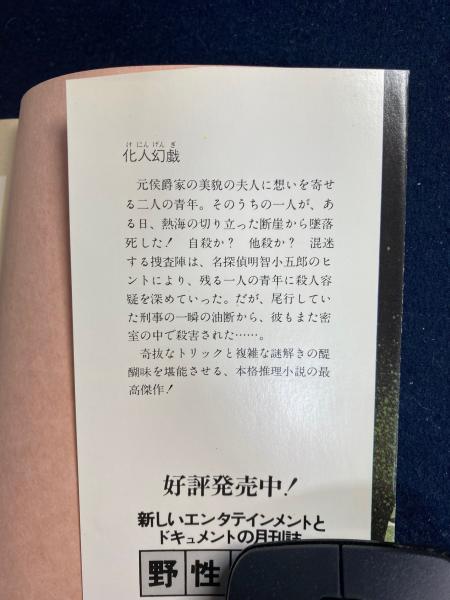 けにんげんぎ
化人幻戯
元侯爵家の美貌の夫人に想いを寄せ
る二人の青年。そのうちの一人が、あ
る日、熱海の切り立った断崖から墜落
死した! 自殺か? 他殺か? 混迷
する捜査陣は、名探偵明智小五郎のヒ
ントにより、残る一人の青年に殺人容
疑を深めていった。だが、尾行してい
た刑事の一瞬の油断から、彼もまた密
室の中で殺害された……。
奇抜なトリックと複雑な謎解きの醍
醐味を堪能させる、本格推理小説の最
高傑作!
好評発売中!
新しいエンタテインメントと
ドキュメントの月刊誌
野性